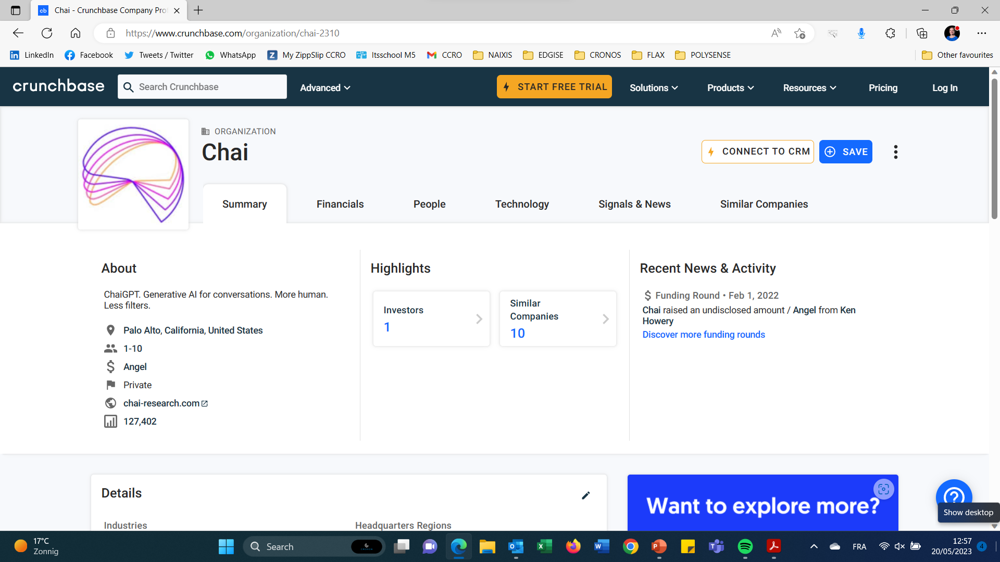 cb Chai - Crunchbase Company Pro
https://www.crunchbase.com/organization/chai-2310
LinkedIn Facebook Tweets / Twitter WhatsApp Z My ZippSlip CCRO Itsschool M5 CCRO NAIXIS EDGISE CRONOS FLAX POLYSENSE Other favourites
crunchbase Search Crunchbase Advanced START FREE TRIAL Solutions Products Resources Pricing Log In
ORGANIZATION
Chai
CONNECT TO CRM SAVE
Summary Financials People Technology Signals & News Similar Companies
About
ChaiGPT. Generative AI for conversations. More human.
Less filters.
Palo Alto, California, United States
1-10
Angel
Private
chai-research.com
127,402
Highlights
Investors
1
Similar
Companies
10
Recent News & Activity
Funding Round • Feb 1, 2022
Chai raised an undisclosed amount / Angel from Ken
Howery
Discover more funding rounds
Details
Industries Headquarters Regions
Want to explore more?
Show desktop
17°C
Zonnig
Search
FRA
12:57
20/05/2023
4